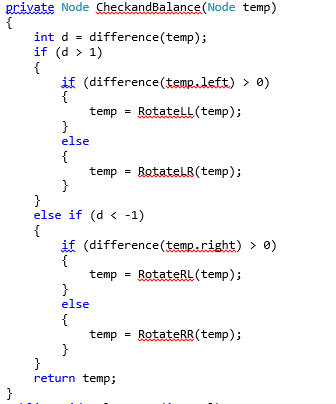 private Node CheckandBalance(Node temp)
{
    int d = difference(temp);
    if (d > 1)
    {
        if (difference(temp.left) > 0)
        {
            temp = RotateLL(temp);
        }
        else
        {
            temp = RotateLR(temp);
        }
    }
    else if (d < -1)
    {
        if (difference(temp.right) > 0)
        {
            temp = RotateRL(temp);
        }
        else
        {
            temp = RotateRR(temp);
        }
    }
    return temp;
}